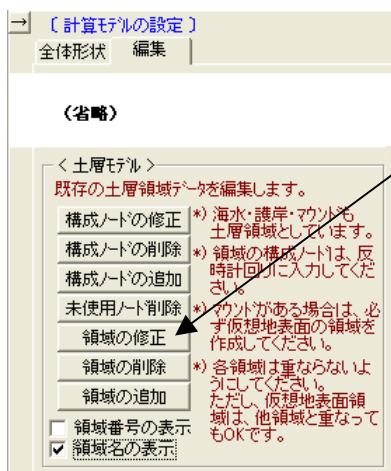 →
〔 計算モデルの設定 〕
全体形状 編集
（省略）
＜ 土層モデル ＞
既存の土層領域データを編集します。
構成ノードの修正
構成ノードの削除
構成ノードの追加
未使用ノード削除
領域の修正
領域の削除
領域の追加
領域番号の表示
領域名の表示
*) 海水・護岸・マウンドも
土層領域としています。
*) 領域の構成ノードは、反
時計回りに入力してくだ
さい。
*) マウンドがある場合は、必
ず仮想地表面の領域を
作成してください。
*) 各領域は重ならないよ
うにしてください。
ただし、仮想地表面領
域は、他領域と重なって
もOKです。